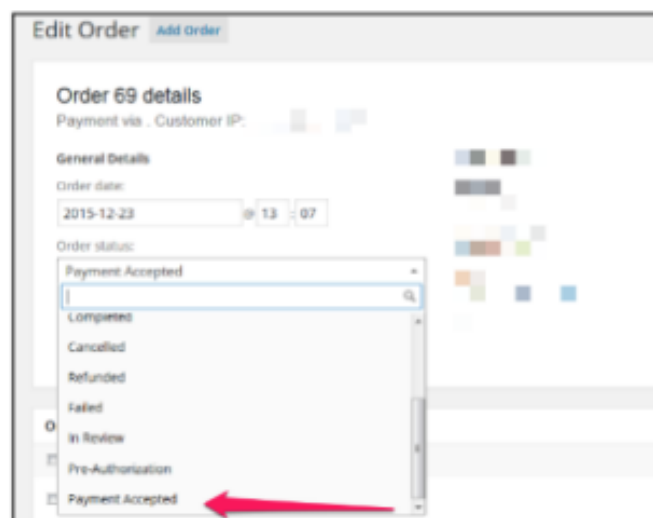 Edit Order Add Order
Order 69 details
Payment via . Customer IP:
General Details
Order date:
2015-12-23 @ 13 : 07
Order status:
Payment Accepted
Completed
Cancelled
Refunded
Failed
In Review
Pre-Authorization
Payment Accepted